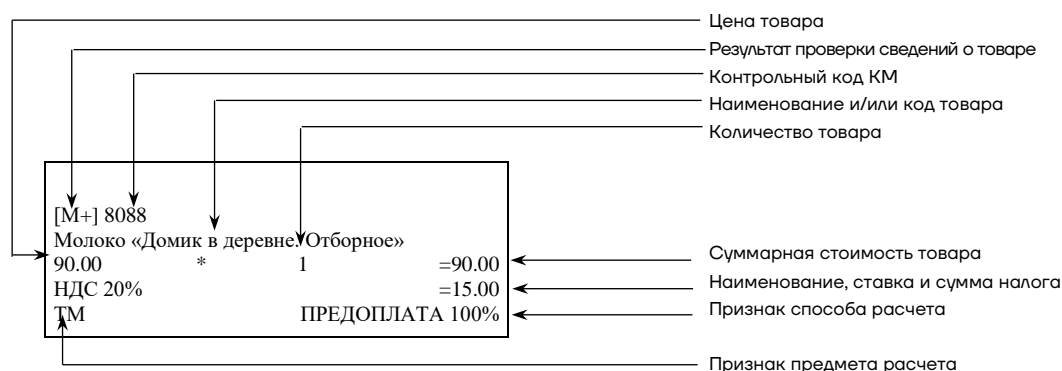 Цена товара
Результат проверки сведений о товаре
Контрольный код КМ
Наименование и/или код товара
Количество товара
[M+] 8088
Молоко «Домик в деревне. Отборное»
90.00 * 1 =90.00
Суммарная стоимость товара
НДС 20% =15.00
Наименование, ставка и сумма налога
ТМ ПРЕДОПЛАТА 100%
Признак способа расчета
Признак предмета расчета